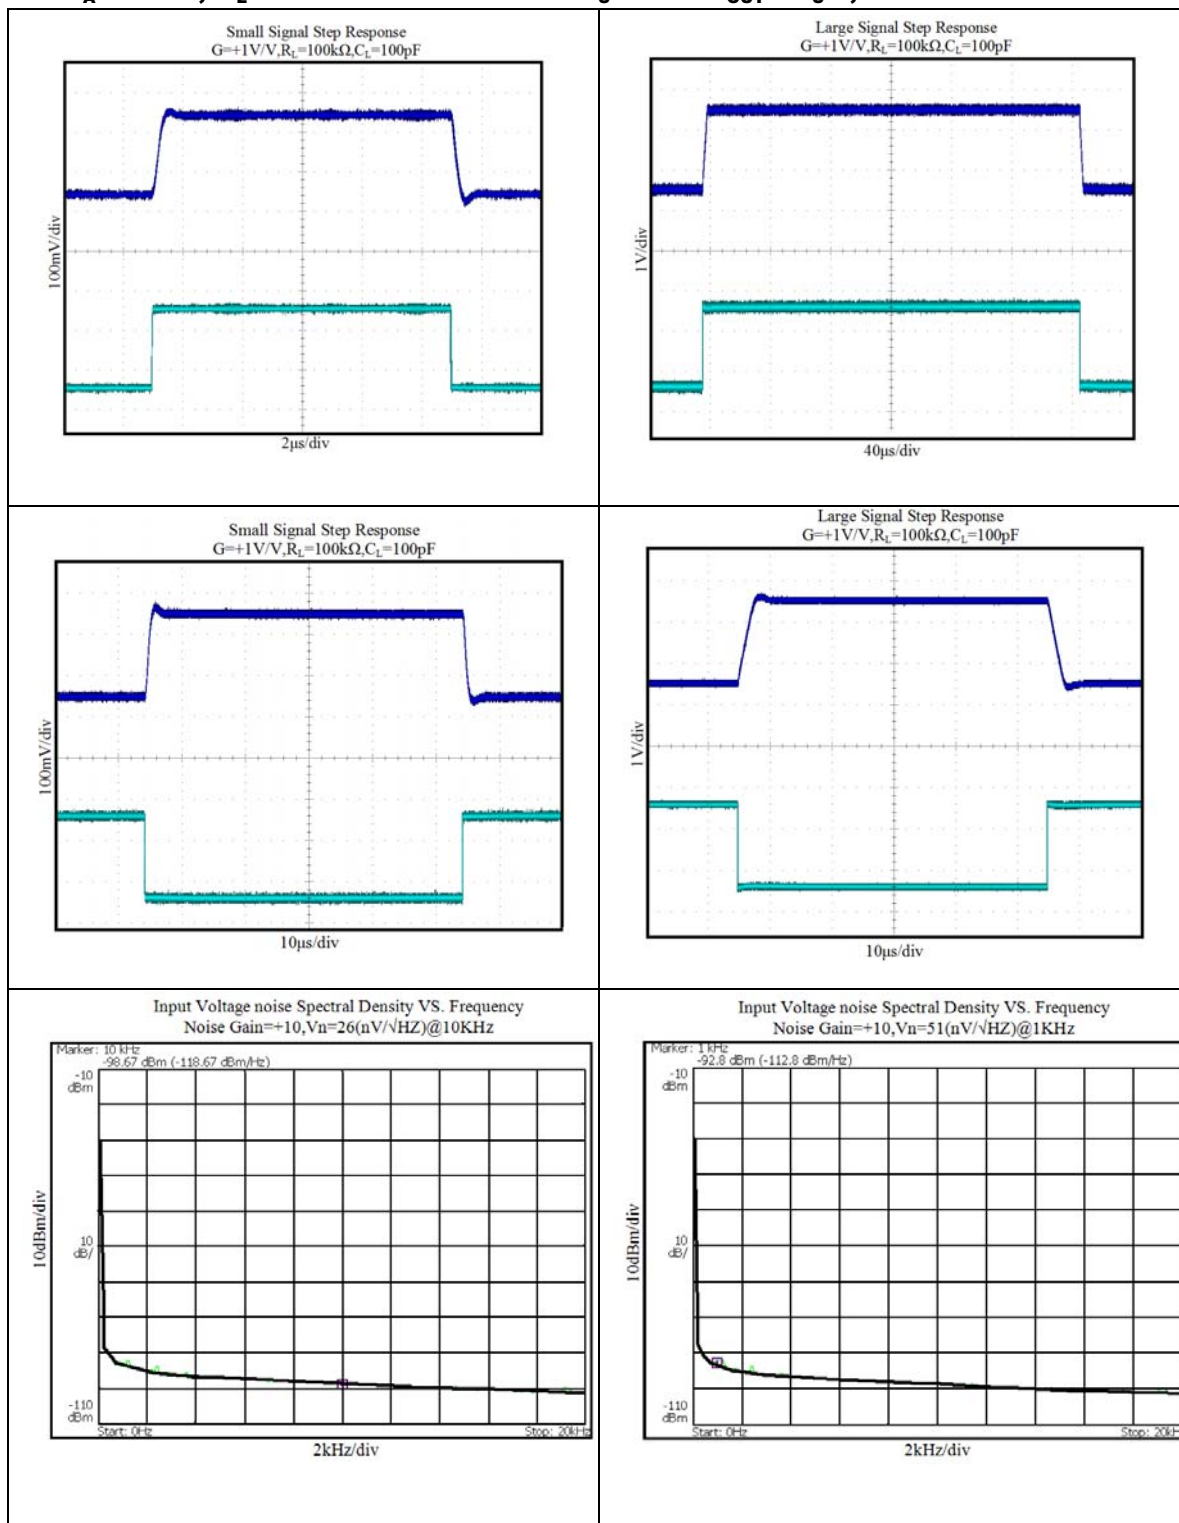 Small Signal Step Response
G=+1V/V,RL=100kΩ,CL=100pF
100mV/div
2μs/div
Large Signal Step Response
G=+1V/V,RL=100kΩ,CL=100pF
1V/div
40μs/div
Small Signal Step Response
G=+1V/V,RL=100kΩ,CL=100pF
100mV/div
10μs/div
Large Signal Step Response
G=+1V/V,RL=100kΩ,CL=100pF
1V/div
10μs/div
Input Voltage noise Spectral Density VS. Frequency
Noise Gain=+10,Vn=26(nV/√HZ)@10KHz
Marker: 10 kHz
-98.67 dBm (-118.67 dBm/Hz)
-10
dBm
10
dB/
-110
dBm
Start: 0Hz
Stop: 20kHz
10dBm/div
2kHz/div
Input Voltage noise Spectral Density VS. Frequency
Noise Gain=+10,Vn=51(nV/√HZ)@1KHz
Marker: 1 kHz
-92.8 dBm (-112.8 dBm/Hz)
-10
dBm
10
dB/
-110
dBm
Start: 0Hz
Stop: 20kHz
10dBm/div
2kHz/div